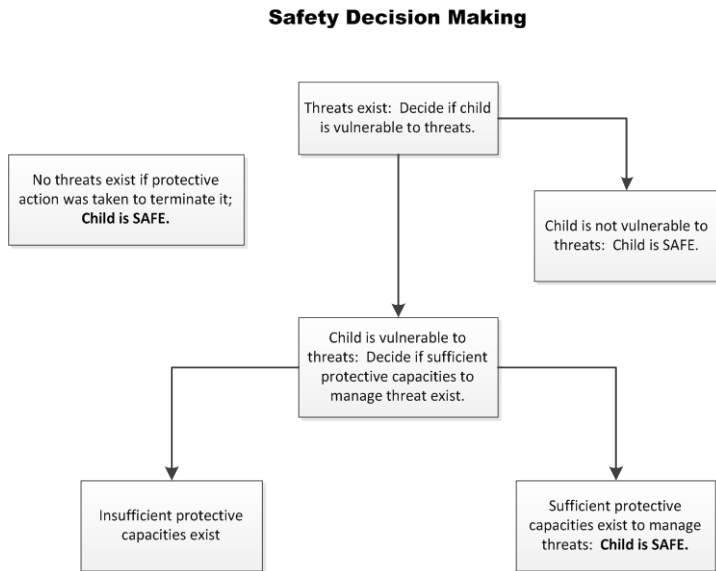 Safety Decision Making
Threats exist:  Decide if child
is vulnerable to threats.
No threats exist if protective
action was taken to terminate it;
Child is SAFE.
Child is not vulnerable to
threats:  Child is SAFE.
Child is vulnerable to
threats:  Decide if sufficient
protective capacities to
manage threat exist.
Insufficient protective
capacities exist
Sufficient protective
capacities exist to manage
threats:  Child is SAFE.